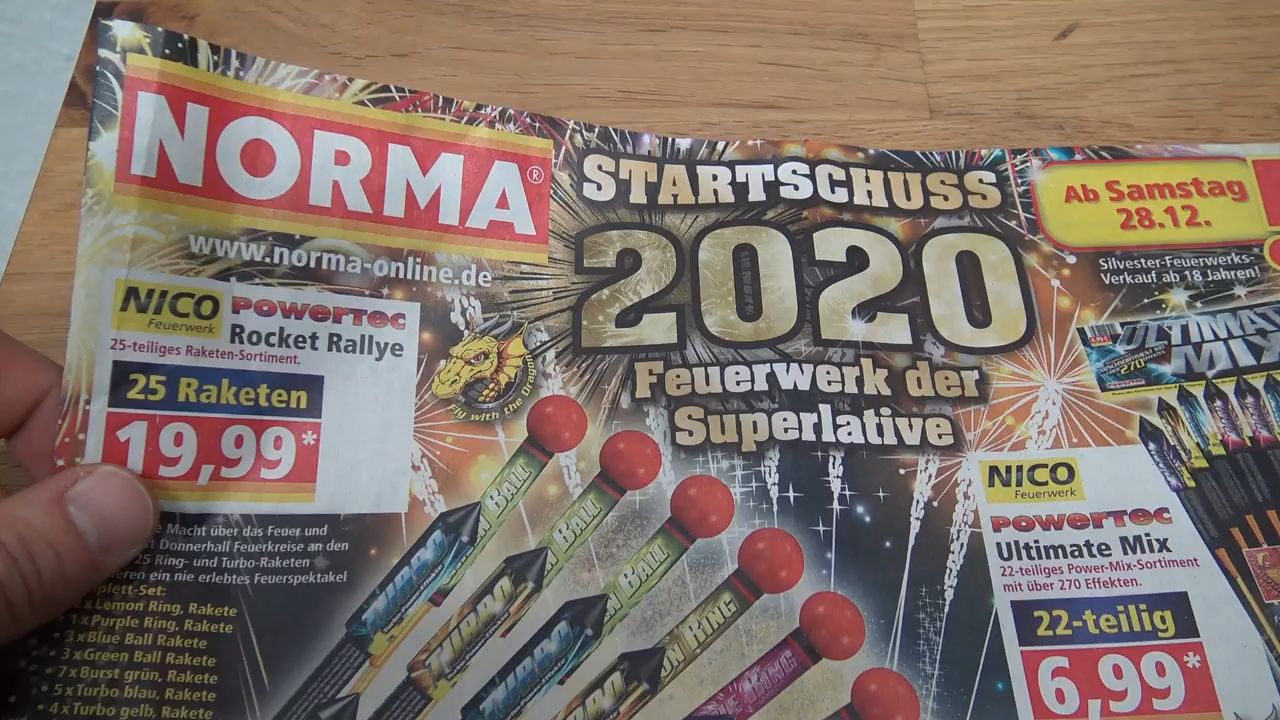 NORMA®
www.norma-online.de
STARTSCHUSS
2020
Feuerwerk der
Superlative
Ab Samstag
28.12.
Silvester-Feuerwerks-
Verkauf ab 18 Jahren!
NICO
Feuerwerk
POWERTEC
Rocket Rallye
25-teiliges Raketen-Sortiment.
25 Raketen
19,99*
Fly with the Dragon
Macht über das Feuer und
Donnerhall Feuerkreise an den
25 Ring- und Turbo-Raketen
ein nie erlebtes Feuerspektakel
x Lemon Ring, Rakete
1 x Purple Ring, Rakete
• 3 x Blue Ball Rakete
• 3 x Green Ball Rakete
• 7 x Burst grün, Rakete
• 5 x Turbo blau, Rakete
• 4 x Turbo gelb, Rakete
BALL
BALL
BALL
RING
RING
TURBO
TURBO
TURBO
ULTIMATE
MIX
270
NICO
Feuerwerk
POWERTEC
Ultimate Mix
22-teiliges Power-Mix-Sortiment
mit über 270 Effekten.
22-teilig
6,99*